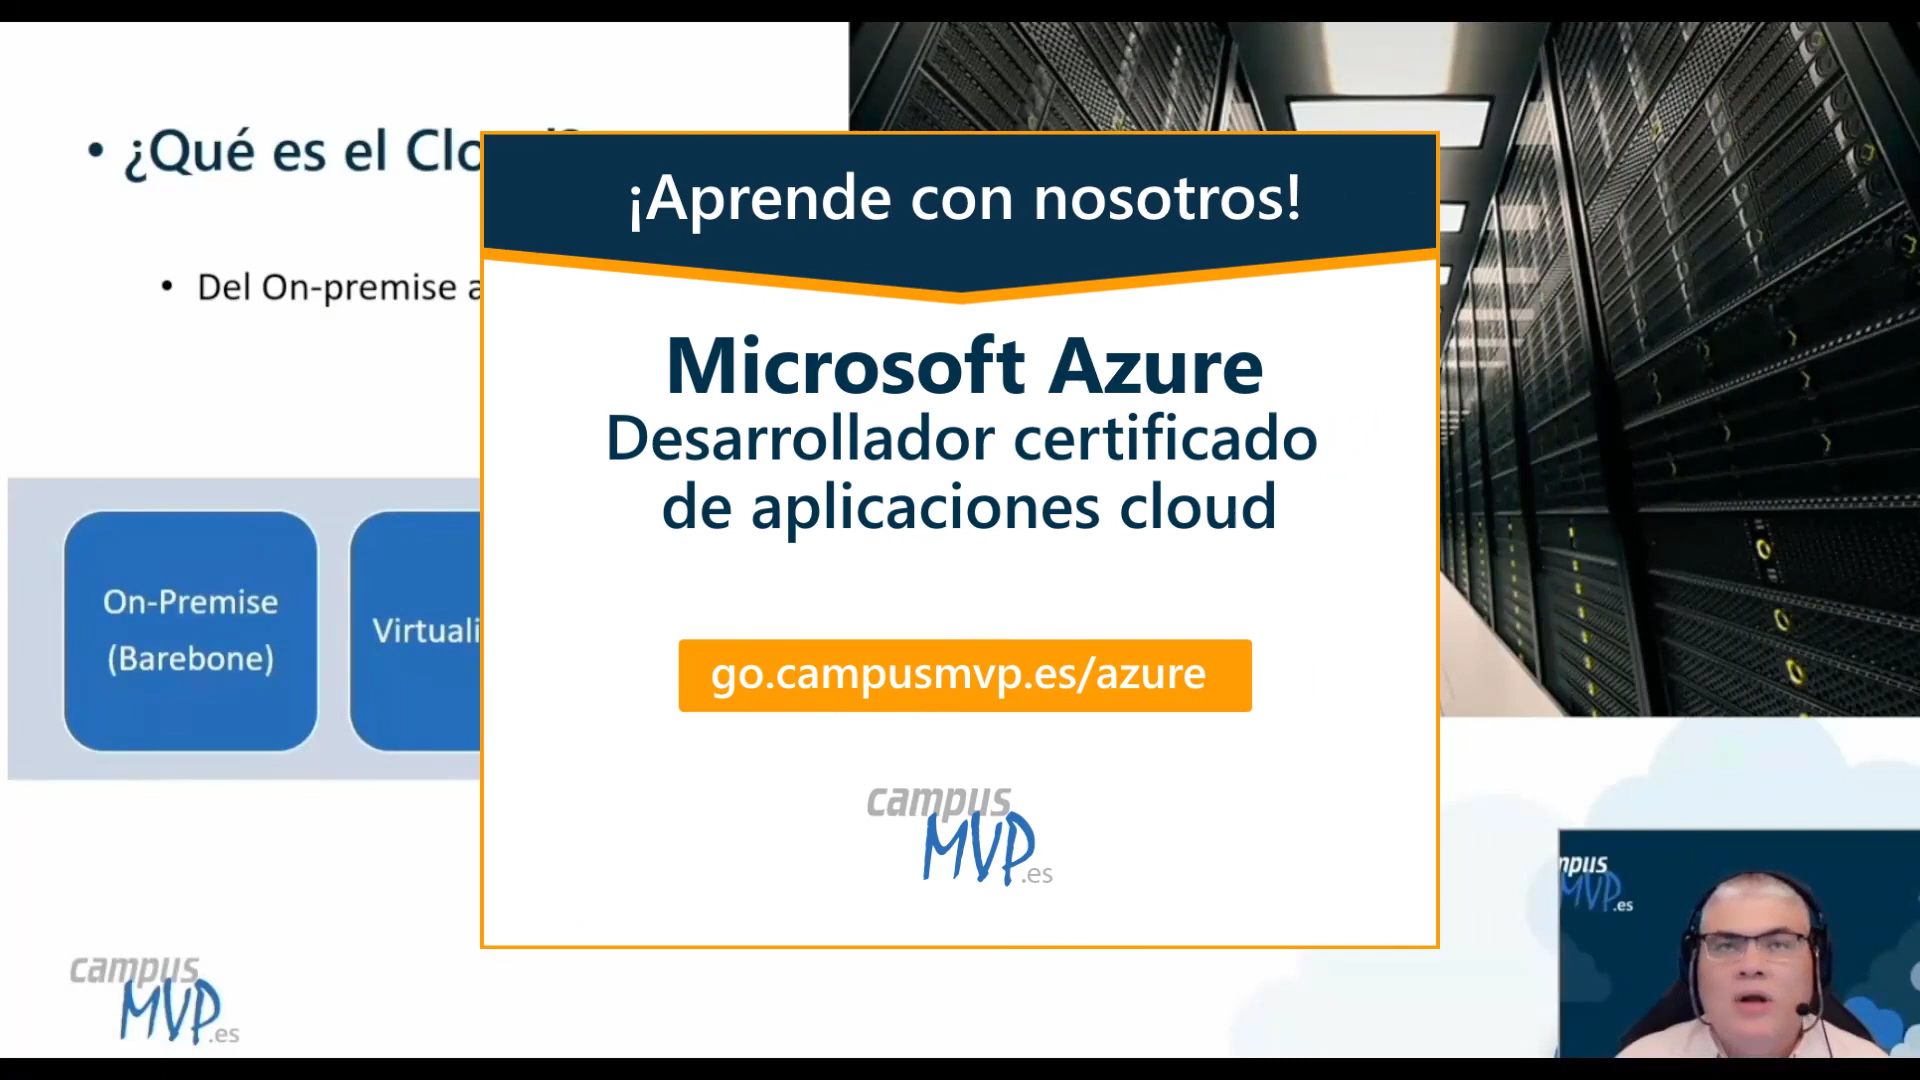 • ¿Qué es el Clo
• Del On-premise a
On-Premise
(Barebone)
Virtuali
¡Aprende con nosotros!
Microsoft Azure
Desarrollador certificado
de aplicaciones cloud
go.campusmvp.es/azure
campus
MVP.es
campus
MVP.es
mpus
MVP.es